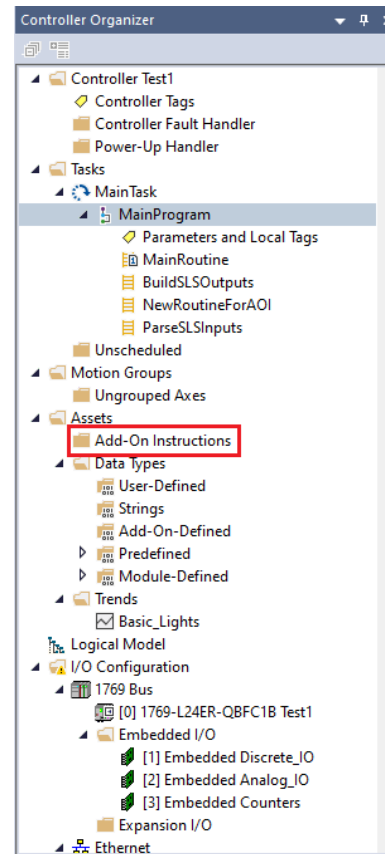 Controller Organizer
Controller Test1
Controller Tags
Controller Fault Handler
Power-Up Handler
Tasks
MainTask
MainProgram
Parameters and Local Tags
MainRoutine
BuildSLSOutputs
NewRoutineForAOI
ParseSLSInputs
Unscheduled
Motion Groups
Ungrouped Axes
Assets
Add-On Instructions
Data Types
User-Defined
Strings
Add-On-Defined
Predefined
Module-Defined
Trends
Basic_Lights
Logical Model
I/O Configuration
1769 Bus
[0] 1769-L24ER-QBFC1B Test1
Embedded I/O
[1] Embedded Discrete_IO
[2] Embedded Analog_IO
[3] Embedded Counters
Expansion I/O
Ethernet